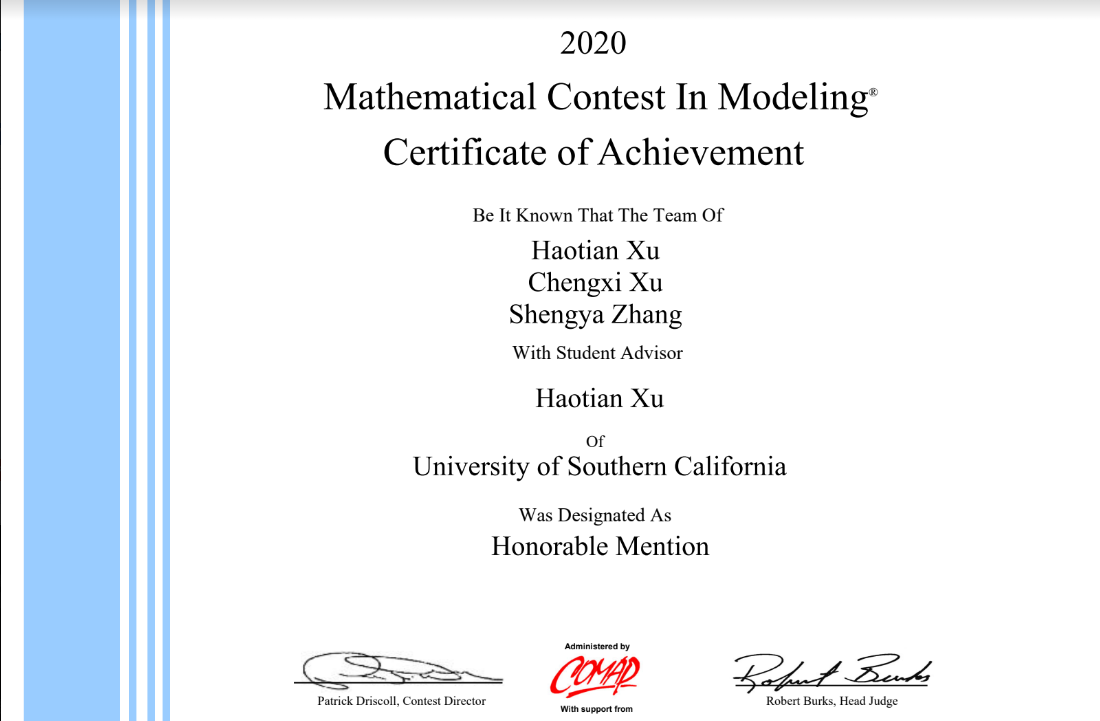 2020
Mathematical Contest In Modeling®
Certificate of Achievement
Be It Known That The Team Of
Haotian Xu
Chengxi Xu
Shengya Zhang
With Student Advisor
Haotian Xu
Of
University of Southern California
Was Designated As
Honorable Mention
Administered by
COMAP
With support from
Patrick Driscoll, Contest Director
Robert Burks
Robert Burks, Head Judge